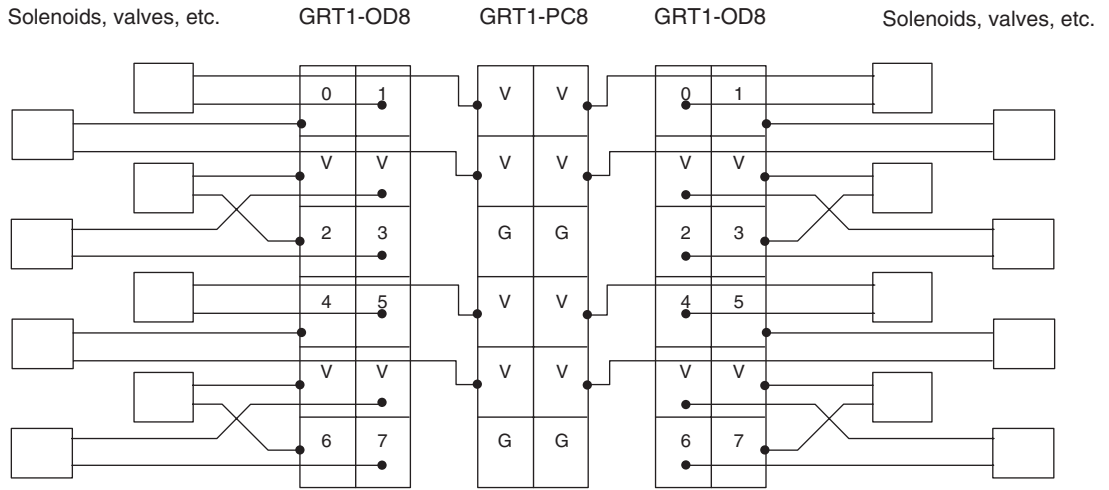 Solenoids, valves, etc. GRT1-OD8 GRT1-PC8 GRT1-OD8 Solenoids, valves, etc.
0 1 V V 0 1
V V V V V V
2 3 G G 2 3
4 5 V V 4 5
V V V V V V
6 7 G G 6 7